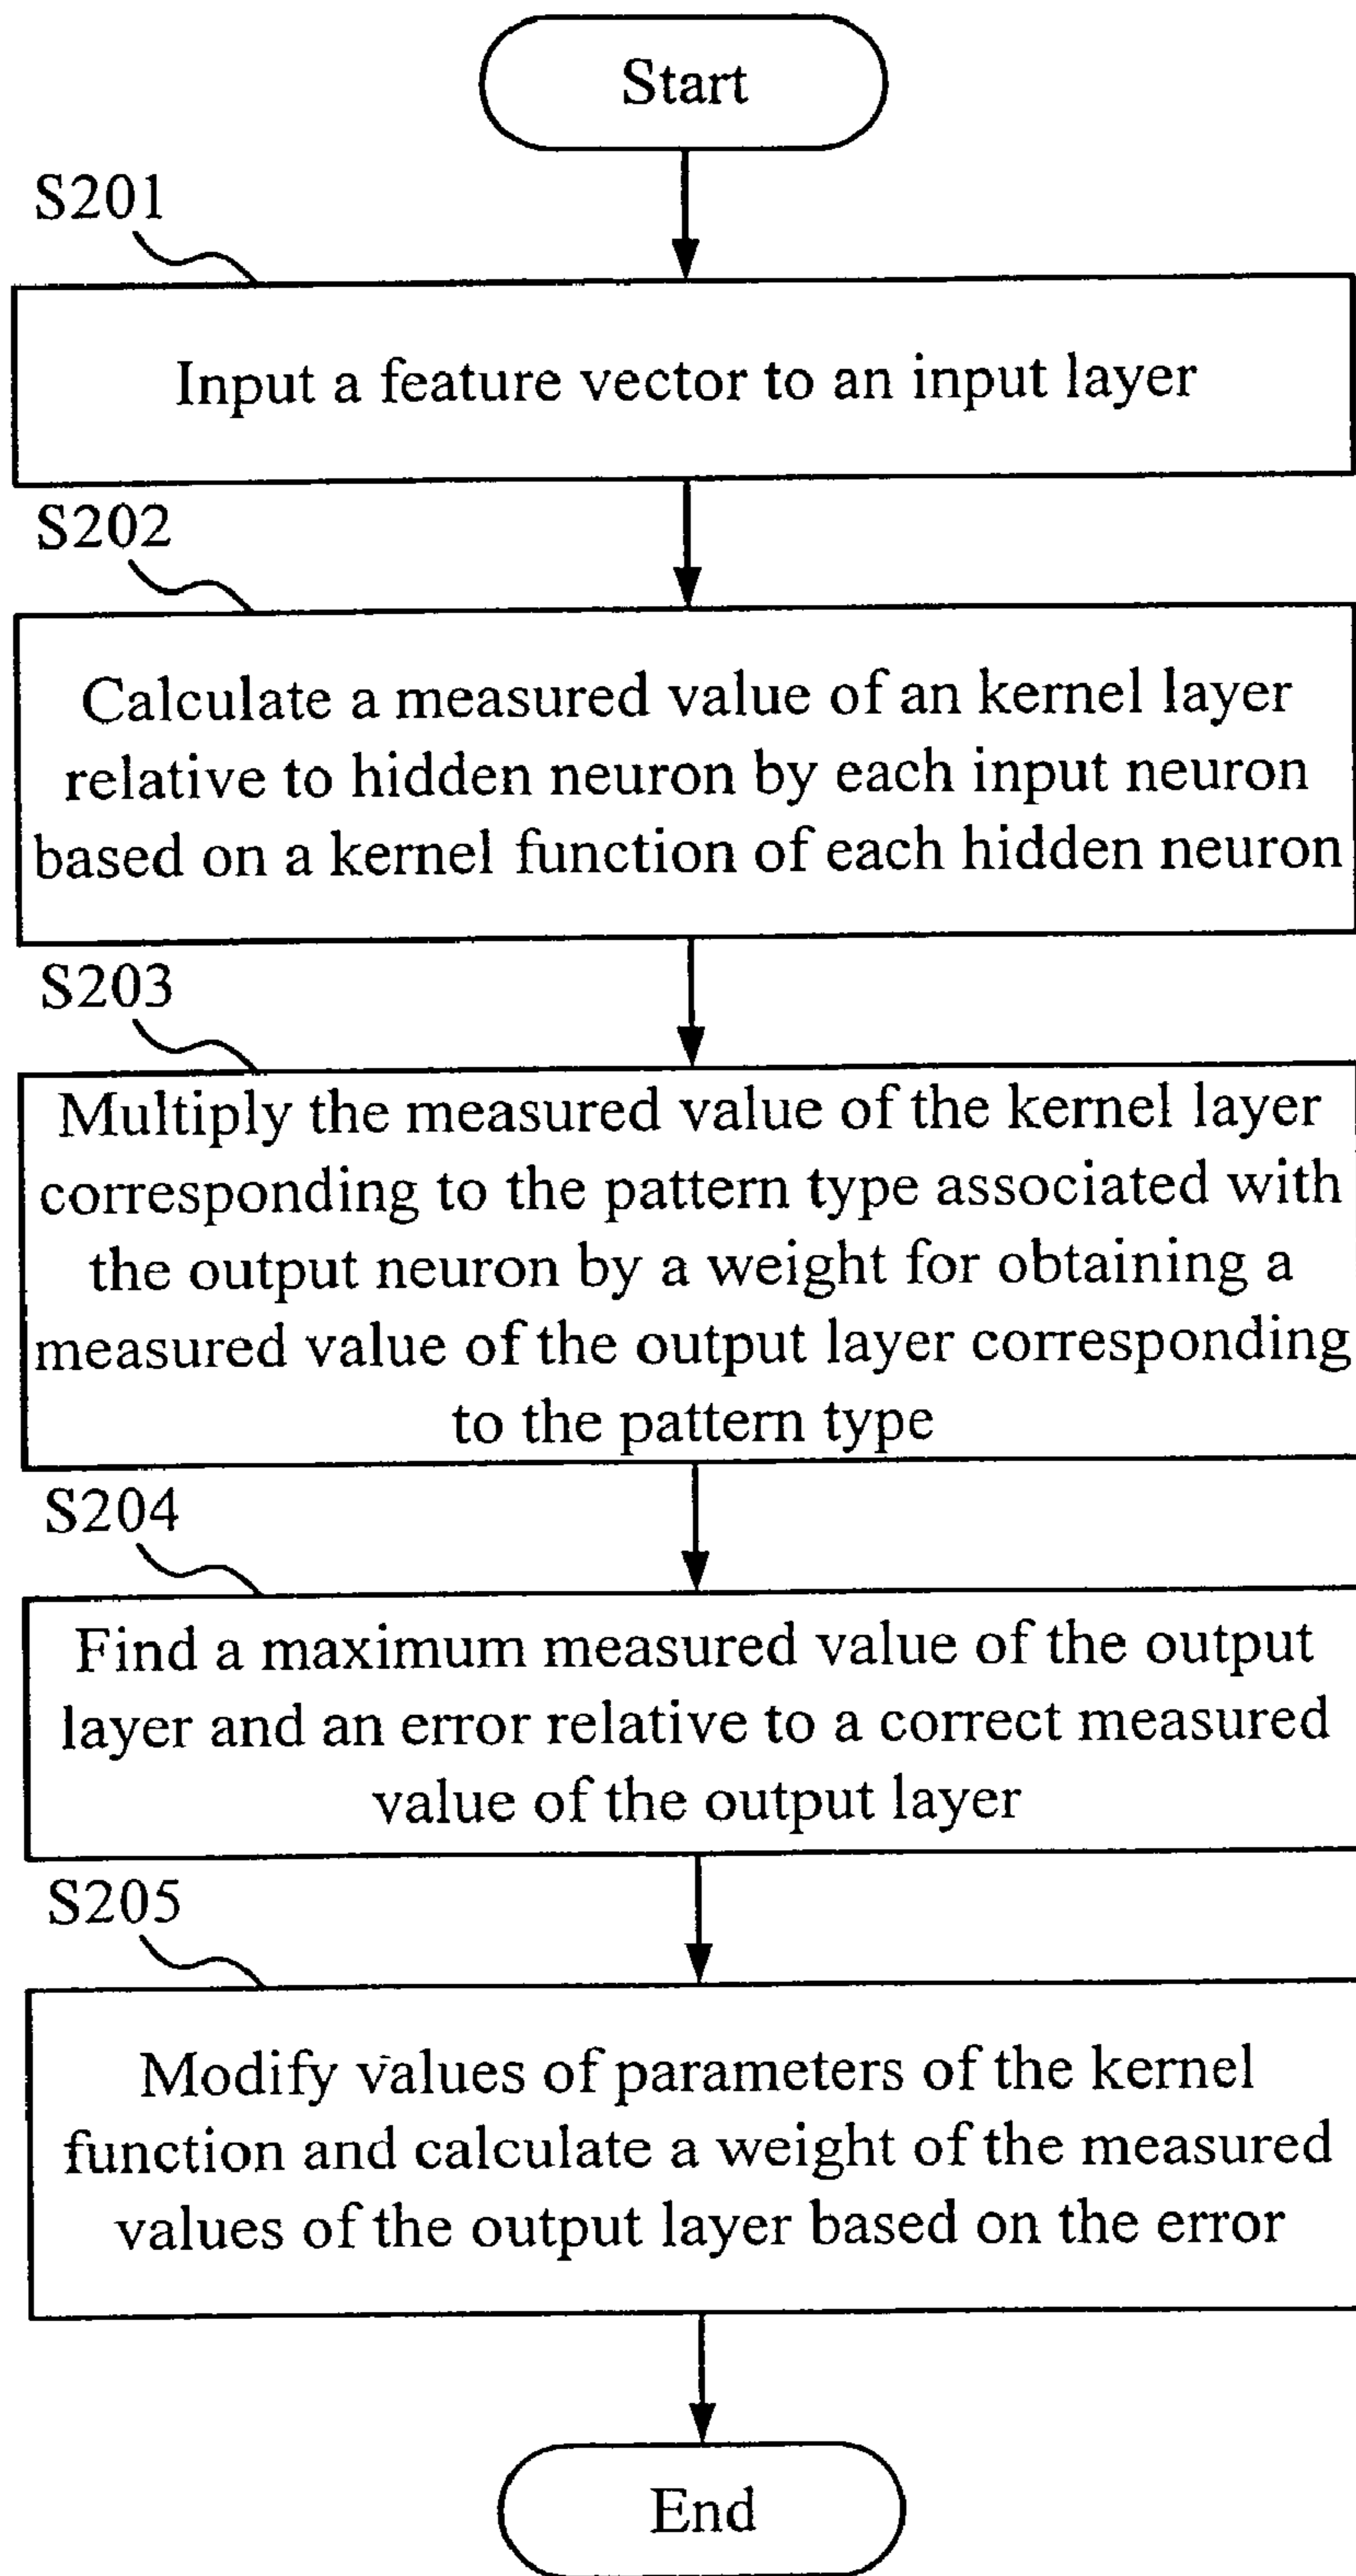 Start
S201
Input a feature vector to an input layer
S202
Calculate a measured value of an kernel layer
relative to hidden neuron by each input neuron
based on a kernel function of each hidden neuron
S203
Multiply the measured value of the kernel layer
corresponding to the pattern type associated with
the output neuron by a weight for obtaining a
measured value of the output layer corresponding
to the pattern type
S204
Find a maximum measured value of the output
layer and an error relative to a correct measured
value of the output layer
S205
Modify values of parameters of the kernel
function and calculate a weight of the measured
values of the output layer based on the error
End